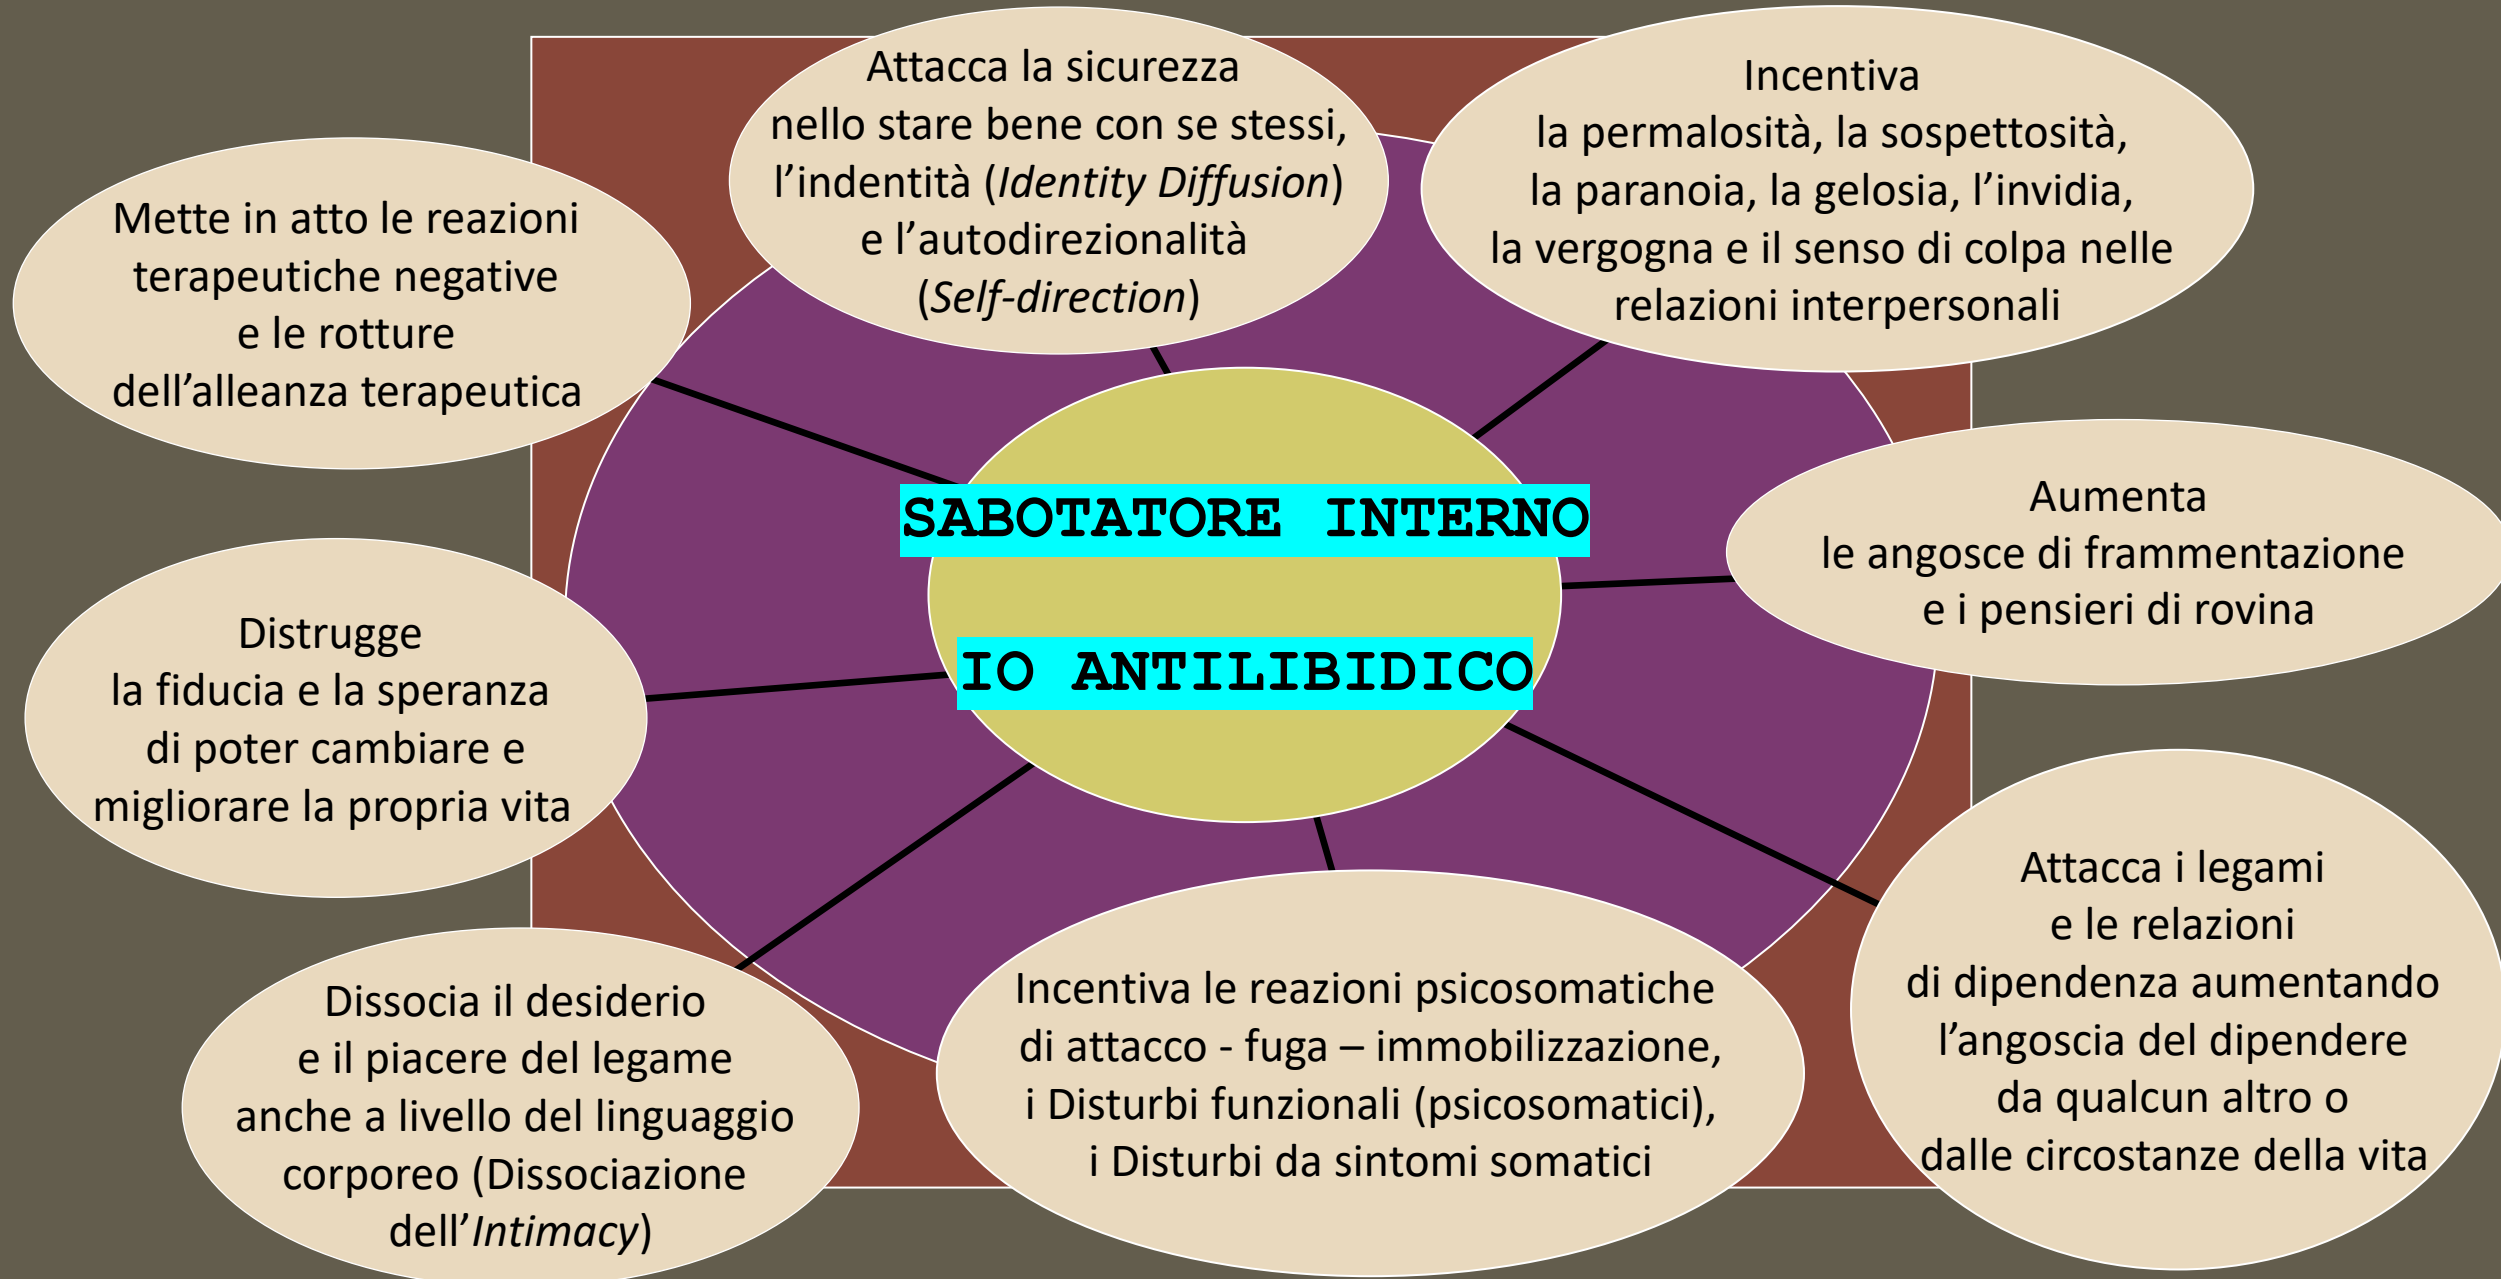 Attacca la sicurezza
nello stare bene con se stessi,
l’indentità (Identity Diffusion)
e l’autodirezionalità
(Self-direction)
Incentiva
la permalosità, la sospettosità,
la paranoia, la gelosia, l’invidia,
la vergogna e il senso di colpa nelle
relazioni interpersonali
Mette in atto le reazioni
terapeutiche negative
e le rotture
dell’alleanza terapeutica
SABOTATORE INTERNO
IO ANTILIBIDICO
Aumenta
le angosce di frammentazione
e i pensieri di rovina
Distrugge
la fiducia e la speranza
di poter cambiare e
migliorare la propria vita
Attacca i legami
e le relazioni
di dipendenza aumentando
l’angoscia del dipendere
da qualcun altro o
dalle circostanze della vita
Dissocia il desiderio
e il piacere del legame
anche a livello del linguaggio
corporeo (Dissociazione
dell’Intimacy)
Incentiva le reazioni psicosomatiche
di attacco - fuga – immobilizzazione,
i Disturbi funzionali (psicosomatici),
i Disturbi da sintomi somatici